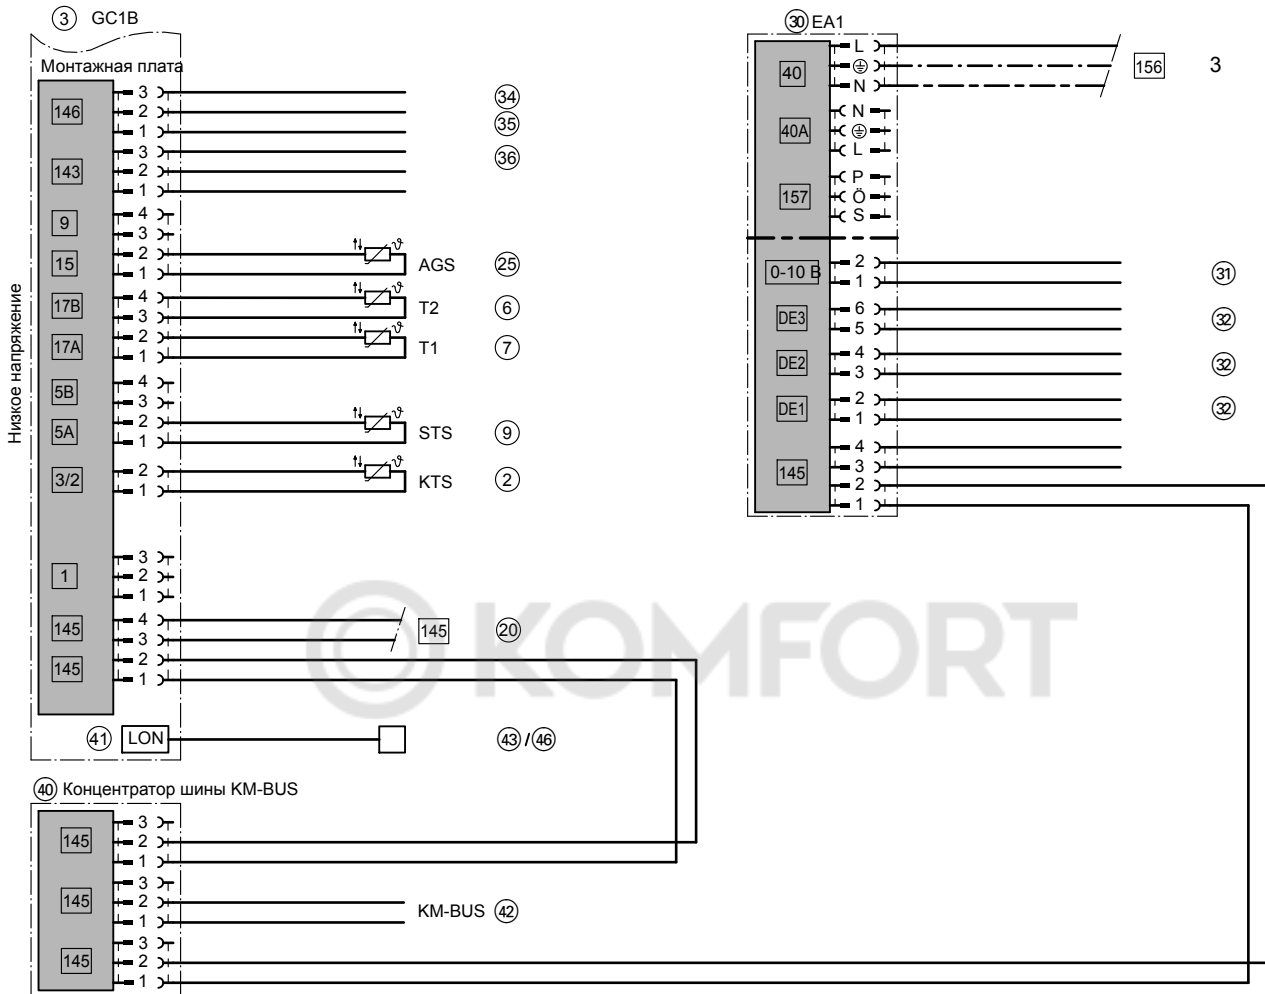 3 GC1B
Монтажная плата
Низкое напряжение
146
3
2
1
34
35
143
3
2
1
36
9
4
3
15
2
1
AGS 25
17B
4
3
T2 6
17A
2
1
T1 7
5B
4
3
5A
2
1
STS 9
3/2
2
1
KTS 2
1
3
2
1
145
4
3
145 20
145
2
1
41 LON 43 / 46
40 Концентратор шины KM-BUS
145
3
2
1
145
3
2
1
KM-BUS 42
145
3
2
1
30 EA1
40
L
N
156 3
40A
N
L
157
P
Ö
S
0-10 В
2
1
31
DE3
6
5
32
DE2
4
3
32
DE1
2
1
32
145
4
3
2
1
KOMFORT